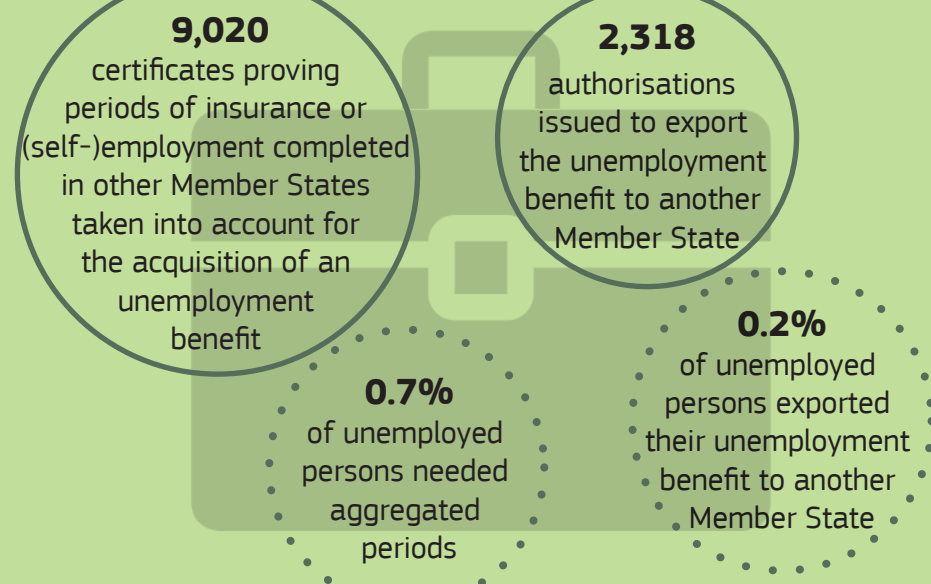 9,020
certificates proving
periods of insurance or
(self-)employment completed
in other Member States
taken into account for
the acquisition of an
unemployment
benefit
2,318
authorisations
issued to export
the unemployment
benefit to another
Member State
0.7%
of unemployed
persons needed
aggregated
periods
0.2%
of unemployed
persons exported
their unemployment
benefit to another
Member State